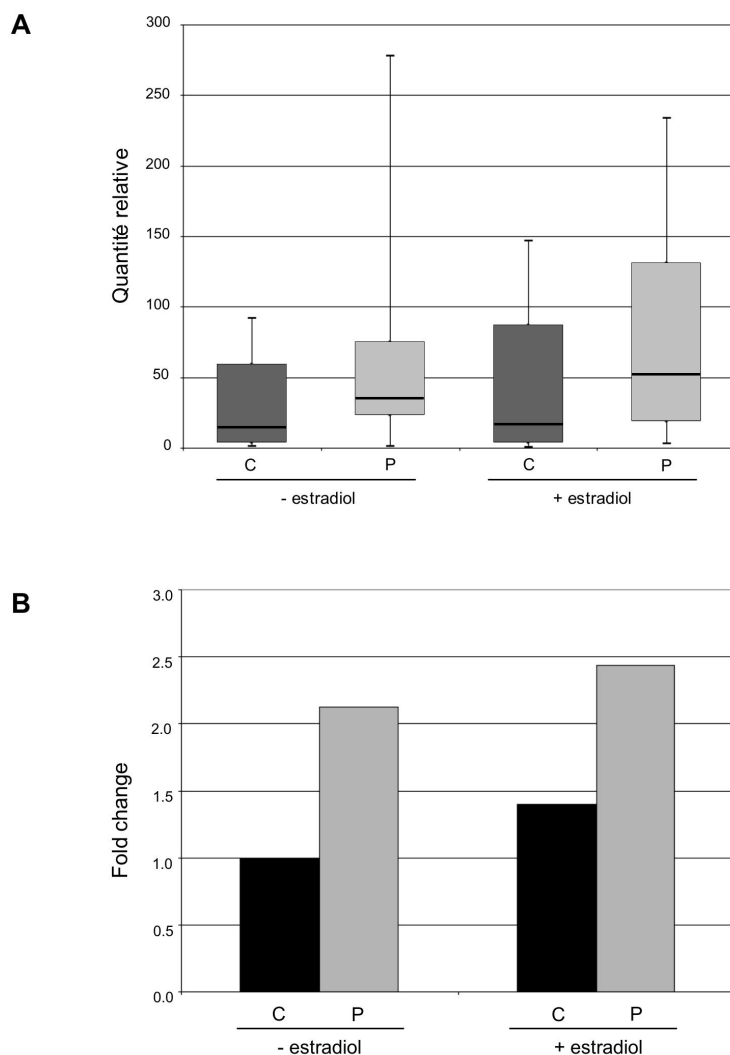 A
Quantité relative
300
250
200
150
100
50
0
C P C P
- estradiol + estradiol
B
Fold change
3.0
2.5
2.0
1.5
1.0
0.5
0.0
C P C P
- estradiol + estradiol